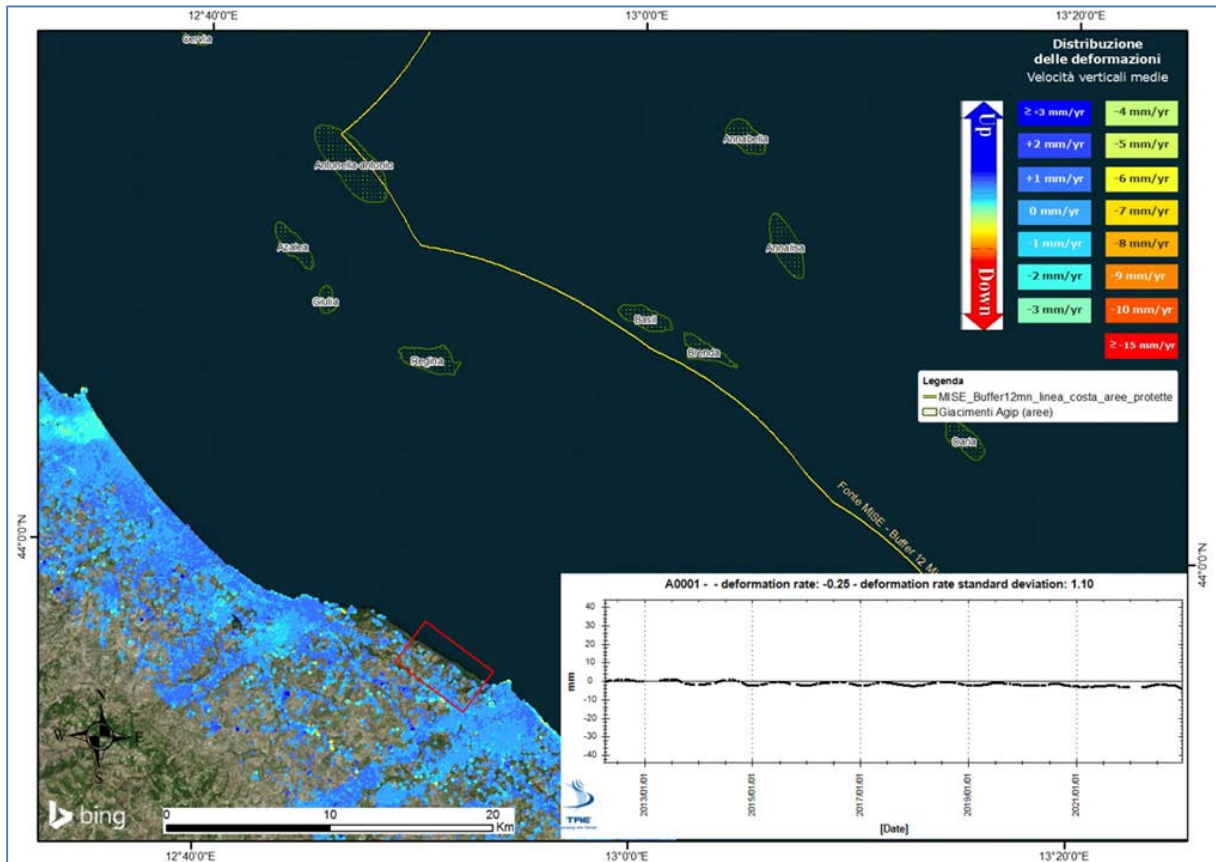 12°40'0"E
13°0'0"E
13°20'0"E
Cervia
Distribuzione
delle deformazioni
Velocità verticali medie
Up
Down
≥ +3 mm/yr
-4 mm/yr
+2 mm/yr
-5 mm/yr
+1 mm/yr
-6 mm/yr
0 mm/yr
-7 mm/yr
-1 mm/yr
-8 mm/yr
-2 mm/yr
-9 mm/yr
-3 mm/yr
-10 mm/yr
≥ -15 mm/yr
Annabella
Antonella-antonio
Azalea
Annalisa
Giulia
Basil
Brenda
Regina
Legenda
MISE_Buffer12mn_linea_costa_aree_protette
Giacimenti Agip (aree)
Daria
Fonte MISE - Buffer 12 Mi
44°0'0"N
44°0'0"N
A0001 - - deformation rate: -0.25 - deformation rate standard deviation: 1.10
40
30
20
10
0
-10
-20
-30
-40
mm
2013/01/01
2015/01/01
2017/01/01
2019/01/01
2021/01/01
[Date]
TRE
N
W
E
S
bing
0
10
20
Km
12°40'0"E
13°0'0"E
13°20'0"E